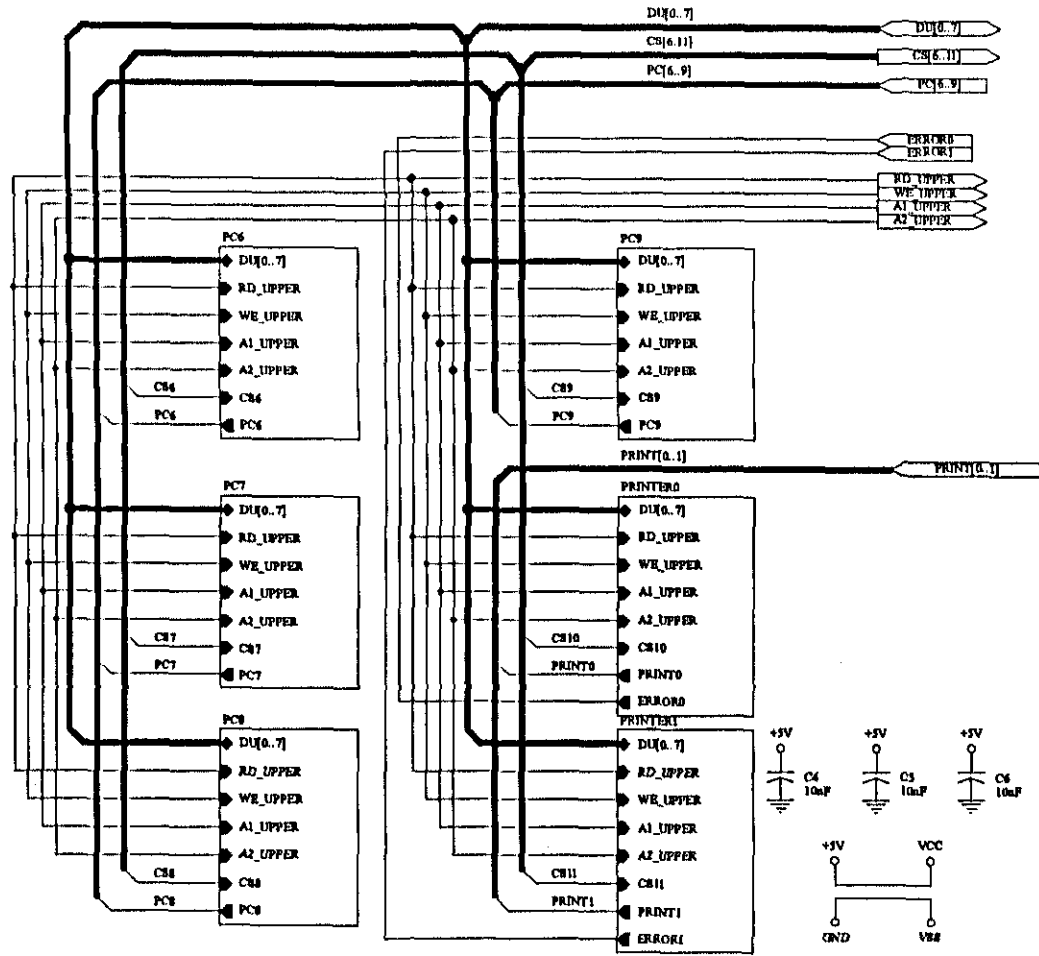 DU[0..7]
DU[0..7]
CS[6..11]
CS[6..11]
PC[6..9]
PC[6..9]
ERROR0
ERROR1
RD_UPPER
WE_UPPER
A1_UPPER
A2_UPPER
PC6
DU[0..7]
RD_UPPER
WE_UPPER
A1_UPPER
A2_UPPER
CS6
CS6
PC6
PC6
PC9
DU[0..7]
RD_UPPER
WE_UPPER
A1_UPPER
A2_UPPER
CS9
CS9
PC9
PC9
PRINT[0..1]
PRINT[0..1]
PC7
DU[0..7]
RD_UPPER
WE_UPPER
A1_UPPER
A2_UPPER
CS7
CS7
PC7
PC7
PRINTER0
DU[0..7]
RD_UPPER
WE_UPPER
A1_UPPER
A2_UPPER
CS10
CS10
PRINT0
PRINT0
ERROR0
PC8
DU[0..7]
RD_UPPER
WE_UPPER
A1_UPPER
A2_UPPER
CS8
CS8
PC8
PC8
PRINTER1
DU[0..7]
RD_UPPER
WE_UPPER
A1_UPPER
A2_UPPER
CS11
CS11
PRINT1
PRINT1
ERROR1
+5V
C4
10nF
+5V
C5
10nF
+5V
C6
10nF
+5V
VCC
GND
VSS